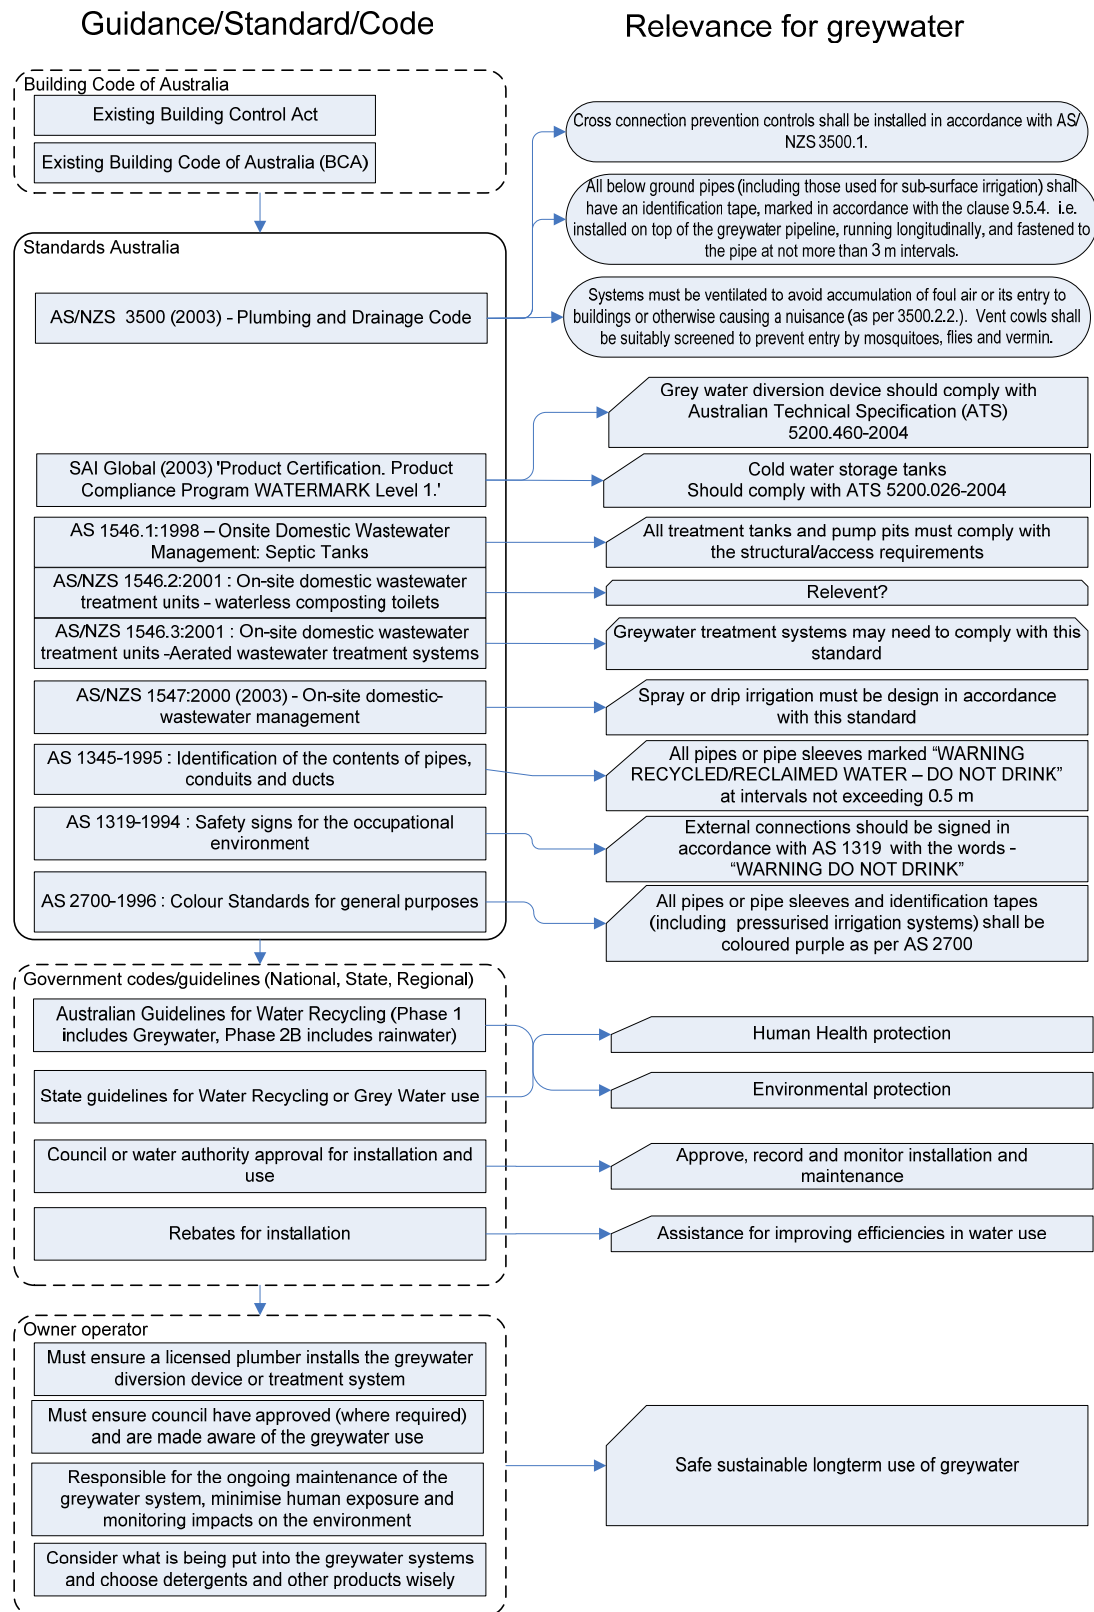 Guidance/Standard/Code
Relevance for greywater
Building Code of Australia
Existing Building Control Act
Existing Building Code of Australia (BCA)
Cross connection prevention controls shall be installed in accordance with AS/
NZS 3500.1.
All below ground pipes (including those used for sub-surface irrigation) shall
have an identification tape, marked in accordance with the clause 9.5.4.  i.e.
installed on top of the greywater pipeline, running longitudinally, and fastened to
the pipe at not more than 3 m intervals.
Standards Australia
AS/NZS  3500 (2003) - Plumbing and Drainage Code
Systems must be ventilated to avoid accumulation of foul air or its entry to
buildings or otherwise causing a nuisance (as per 3500.2.2.).  Vent cowls shall
be suitably screened to prevent entry by mosquitoes, flies and vermin.
SAI Global (2003) 'Product Certification. Product
Compliance Program WATERMARK Level 1.'
Grey water diversion device should comply with
Australian Technical Specification (ATS)
5200.460-2004
Cold water storage tanks
Should comply with ATS 5200.026-2004
AS 1546.1:1998 – Onsite Domestic Wastewater
Management: Septic Tanks
All treatment tanks and pump pits must comply with
the structural/access requirements
AS/NZS 1546.2:2001 : On-site domestic wastewater
treatment units – waterless composting toilets
Relevent?
AS/NZS 1546.3:2001 : On-site domestic wastewater
treatment units -Aerated wastewater treatment systems
Greywater treatment systems may need to comply with this
standard
AS/NZS 1547:2000 (2003) - On-site domestic-
wastewater management
Spray or drip irrigation must be design in accordance
with this standard
AS 1345-1995 : Identification of the contents of pipes,
conduits and ducts
All pipes or pipe sleeves marked “WARNING
RECYCLED/RECLAIMED WATER – DO NOT DRINK”
at intervals not exceeding 0.5 m
AS 1319-1994 : Safety signs for the occupational
environment
External connections should be signed in
accordance with AS 1319  with the words -
“WARNING DO NOT DRINK”
AS 2700-1996 : Colour Standards for general purposes
All pipes or pipe sleeves and identification tapes
(including  pressurised irrigation systems) shall be
coloured purple as per AS 2700
Government codes/guidelines (National, State, Regional)
Australian Guidelines for Water Recycling (Phase 1
includes Greywater, Phase 2B includes rainwater)
Human Health protection
State guidelines for Water Recycling or Grey Water use
Environmental protection
Council or water authority approval for installation and
use
Approve, record and monitor installation and
maintenance
Rebates for installation
Assistance for improving efficiencies in water use
Owner operator
Must ensure a licensed plumber installs the greywater
diversion device or treatment system
Must ensure council have approved (where required)
and are made aware of the greywater use
Responsible for the ongoing maintenance of the
greywater system, minimise human exposure and
monitoring impacts on the environment
Consider what is being put into the greywater systems
and choose detergents and other products wisely
Safe sustainable longterm use of greywater